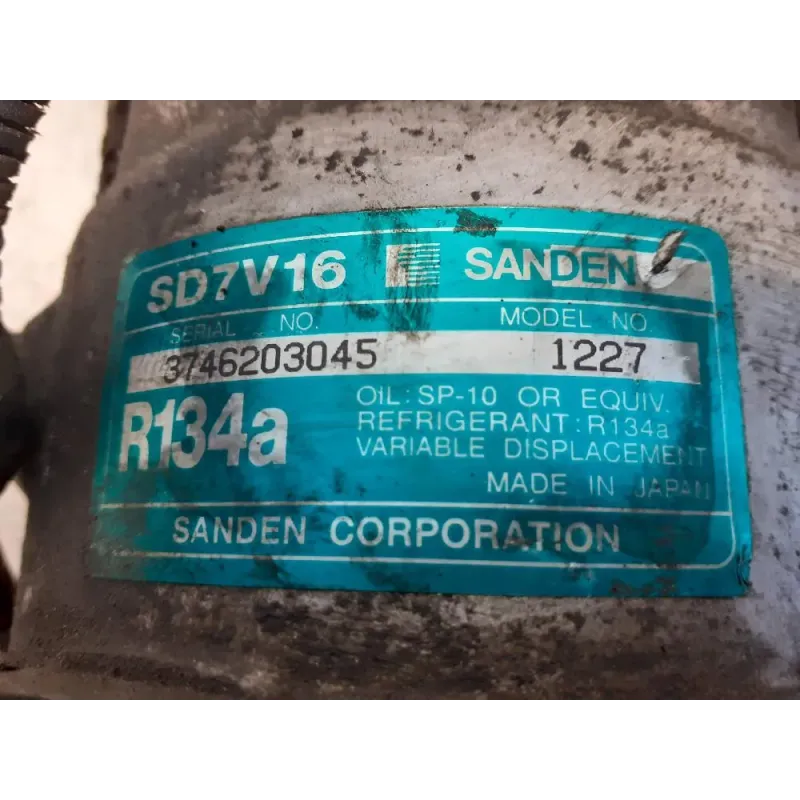 SD7V16 SANDEN
SERIAL NO. MODEL NO.
3746203045 1227
R134a
OIL: SP-10 OR EQUIV.
REFRIGERANT: R134a
VARIABLE DISPLACEMENT
MADE IN JAPAN
SANDEN CORPORATION